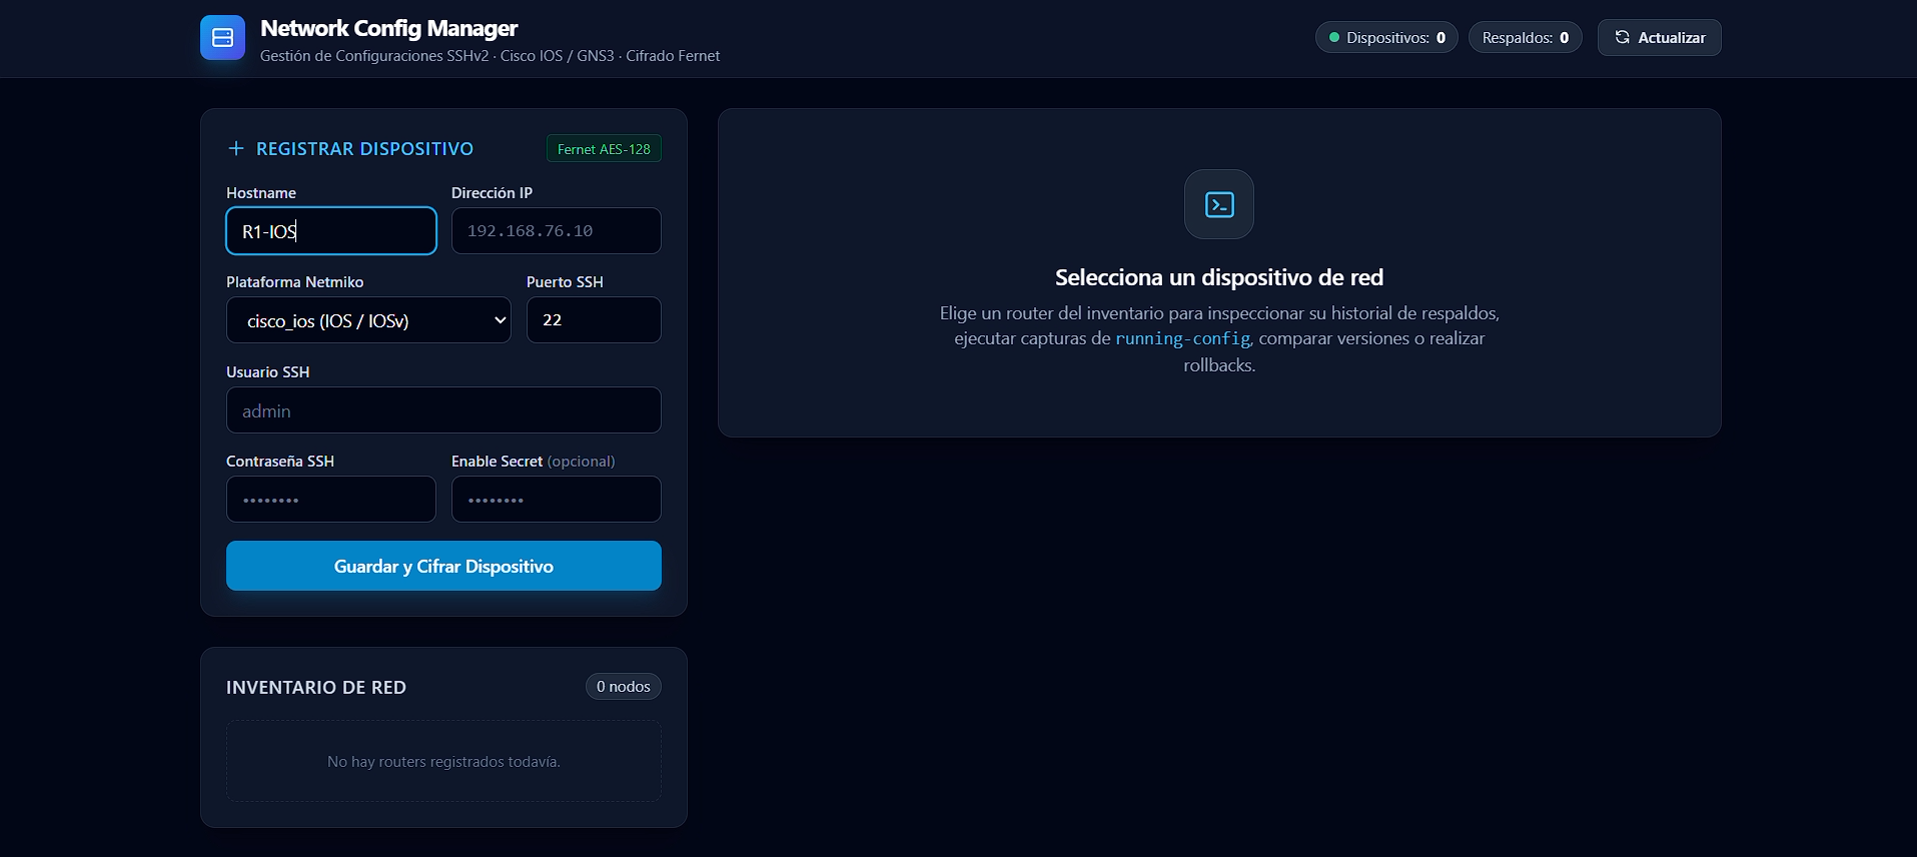 Network Config Manager
Gestión de Configuraciones SSHv2 · Cisco IOS / GNS3 · Cifrado Fernet
Dispositivos: 0
Respaldos: 0
Actualizar
+ REGISTRAR DISPOSITIVO
Fernet AES-128
Hostname
Dirección IP
R1-IOS
192.168.76.10
Plataforma Netmiko
Puerto SSH
cisco_ios (IOS / IOSv)
22
Usuario SSH
admin
Contraseña SSH
Enable Secret (opcional)
••••••••
••••••••
Guardar y Cifrar Dispositivo
INVENTARIO DE RED
0 nodos
No hay routers registrados todavía.
Selecciona un dispositivo de red
Elige un router del inventario para inspeccionar su historial de respaldos,
ejecutar capturas de running-config, comparar versiones o realizar
rollbacks.